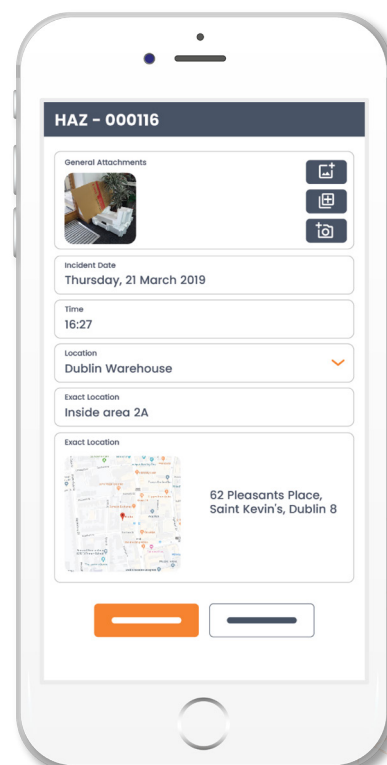 HAZ - 000116
General Attachments
Incident Date
Thursday, 21 March 2019
Time
16:27
Location
Dublin Warehouse
Exact Location
Inside area 2A
Exact Location
62 Pleasants Place,
Saint Kevin's, Dublin 8